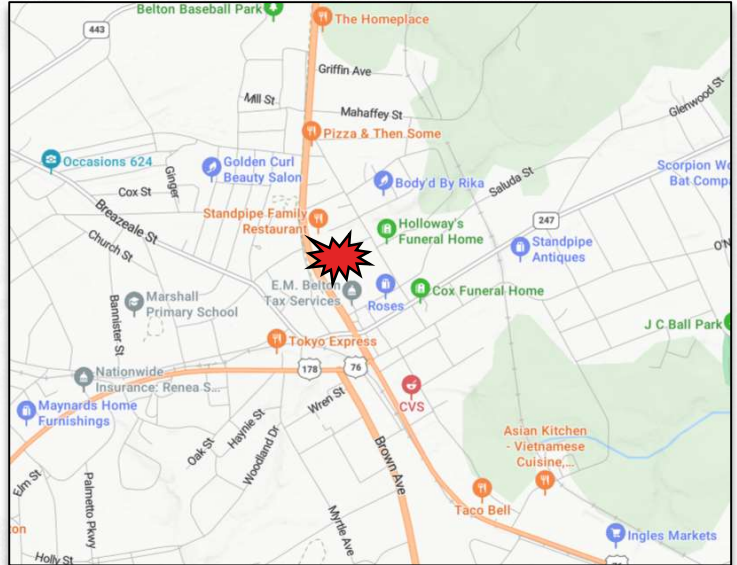 Belton Baseball Park
The Homeplace
443
Griffin Ave
Mill St
Mahaffey St
Glenwood St
Pizza & Then Some
Occasions 624
Golden Curl
Beauty Salon
Ginger
Scorpion Wo
Bat Compa
Body'd By Rika
Saluda St
Cox St
Breazeale St
Standpipe Family
Restaurant
Holloway's
Funeral Home
247
Standpipe
Antiques
O'N
Church St
E.M. Belton
Tax Services
Roses
Cox Funeral Home
Marshall
Primary School
Bannister St
J C Ball Park
Tokyo Express
178
76
Nationwide
Insurance: Renea S...
CVS
Maynards Home
Furnishings
Wren St
Haynie St
Oak St
Woodland Dr
Brown Ave
Asian Kitchen
- Vietnamese
Cuisine,...
Elm St
Palmetto Pkwy
Taco Bell
Myrtle Ave
on
Ingles Markets
Holly St